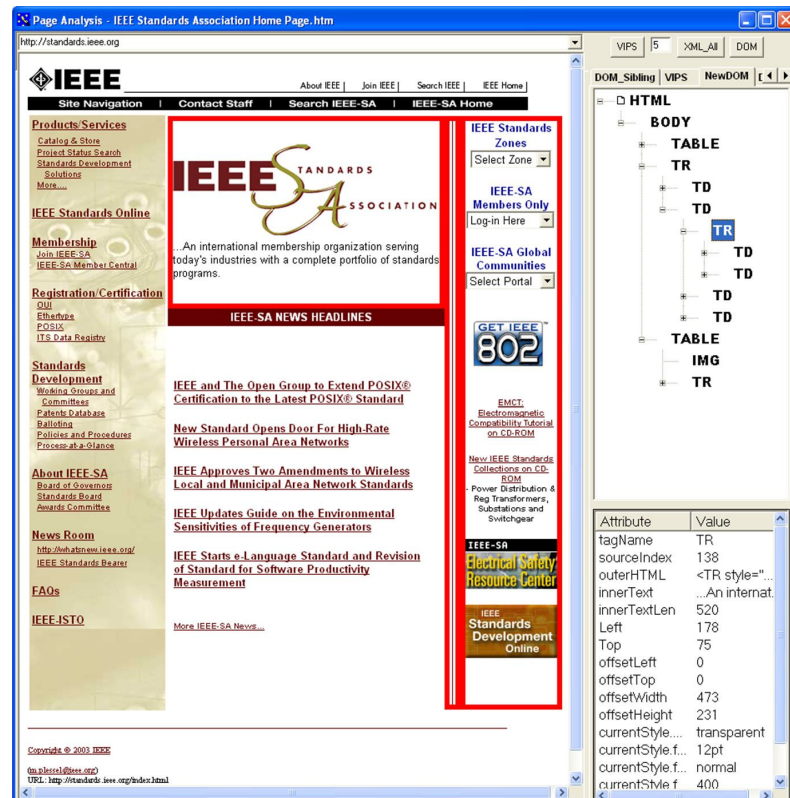 Page Analysis - IEEE Standards Association Home Page.htm
http://standards.ieee.org
VIPS 5 XML_All DOM
IEEE
About IEEE | Join IEEE | Search IEEE | IEEE Home |
Site Navigation | Contact Staff | Search IEEE-SA | IEEE-SA Home
Products/Services
Catalog & Store
Project Status Search
Standards Development
Solutions
More....
IEEE Standards Online
Membership
Join IEEE-SA
IEEE-SA Member Central
Registration/Certification
OUI
Ethertype
POSIX
ITS Data Registry
Standards
Development
Working Groups and
Committees
Patents Database
Balloting
Policies and Procedures
Process-at-a-Glance
About IEEE-SA
Board of Governors
Standards Board
Awards Committee
News Room
http://whatsnew.ieee.org/
IEEE Standards Bearer
FAQs
IEEE-ISTO
IEEE STANDARDS
ASSOCIATION
...An international membership organization serving
today's industries with a complete portfolio of standards
programs.
IEEE-SA NEWS HEADLINES
IEEE and The Open Group to Extend POSIX®
Certification to the Latest POSIX® Standard
New Standard Opens Door For High-Rate
Wireless Personal Area Networks
IEEE Approves Two Amendments to Wireless
Local and Municipal Area Network Standards
IEEE Updates Guide on the Environmental
Sensitivities of Frequency Generators
IEEE Starts e-Language Standard and Revision
of Standard for Software Productivity
Measurement
More IEEE-SA News...
IEEE Standards
Zones
Select Zone
IEEE-SA
Members Only
Log-in Here
IEEE-SA Global
Communities
Select Portal
GET IEEE
802
EMCT:
Electromagnetic
Compatibility Tutorial
on CD-ROM
New IEEE Standards
Collections on CD-
ROM
- Power Distribution &
Reg Transformers,
Substations and
Switchgear
IEEE-SA
Electrical Safety
Resource Center
IEEE
Standards
Development
Online
Copyright © 2003 IEEE
(m.plessel@ieee.org)
URL: http://standards.ieee.org/index.html
DOM_Sibling VIPS NewDOM
HTML
BODY
TABLE
TR
TD
TD
TR
TD
TD
TD
TD
TABLE
IMG
TR
Attribute Value
tagName TR
sourceIndex 138
outerHTML <TR style="...
innerText ...An internat.
innerTextLen 520
Left 178
Top 75
offsetLeft 0
offsetTop 0
offsetWidth 473
offsetHeight 231
currentStyle.... transparent
currentStyle.f... 12pt
currentStyle.f... normal
currentStyle.f 400